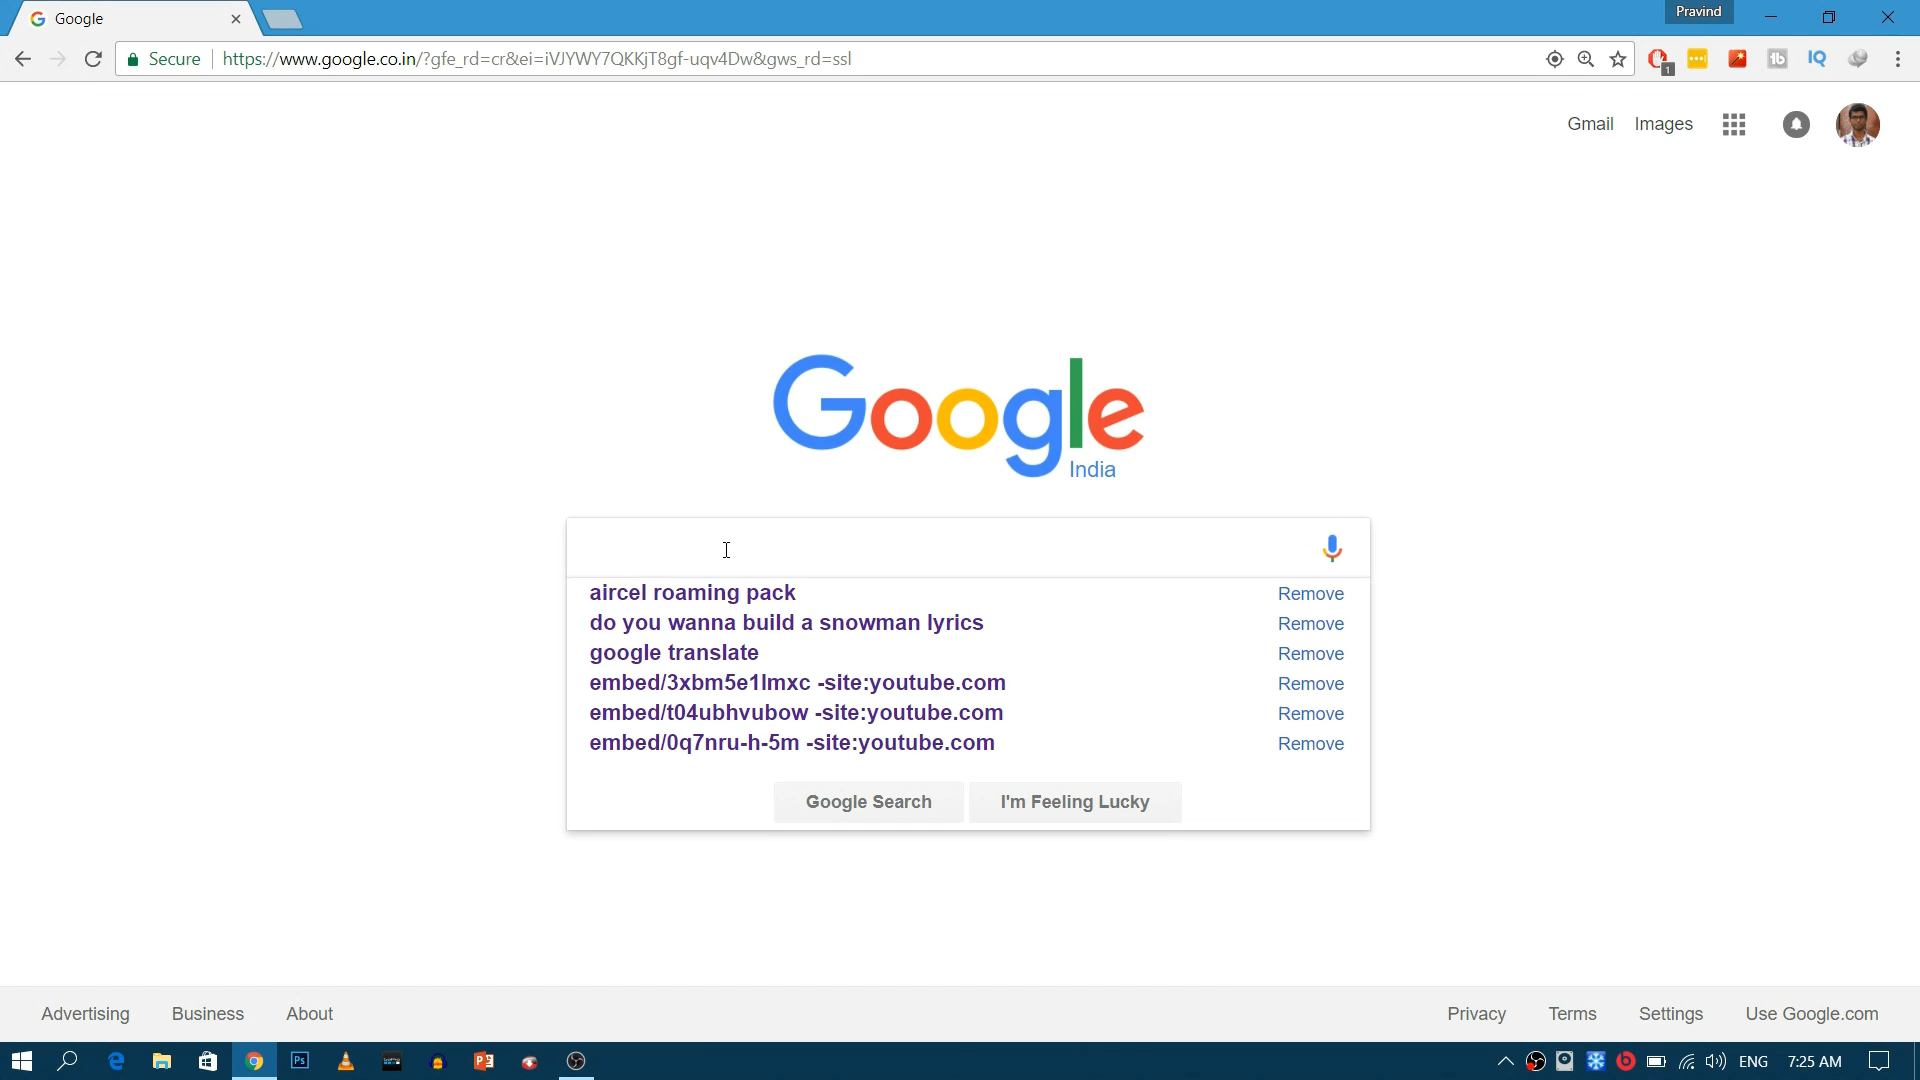 Google
Pravind
Secure
https://www.google.co.in/?gfe_rd=cr&ei=iVJYWY7QKKjT8gf-uqv4Dw&gws_rd=ssl
1
IQ
Gmail
Images
Google
India
aircel roaming pack
Remove
do you wanna build a snowman lyrics
Remove
google translate
Remove
embed/3xbm5e1lmxc -site:youtube.com
Remove
embed/t04ubhvubow -site:youtube.com
Remove
embed/0q7nru-h-5m -site:youtube.com
Remove
Google Search
I'm Feeling Lucky
Advertising
Business
About
Privacy
Terms
Settings
Use Google.com
Ps
ENG
7:25 AM